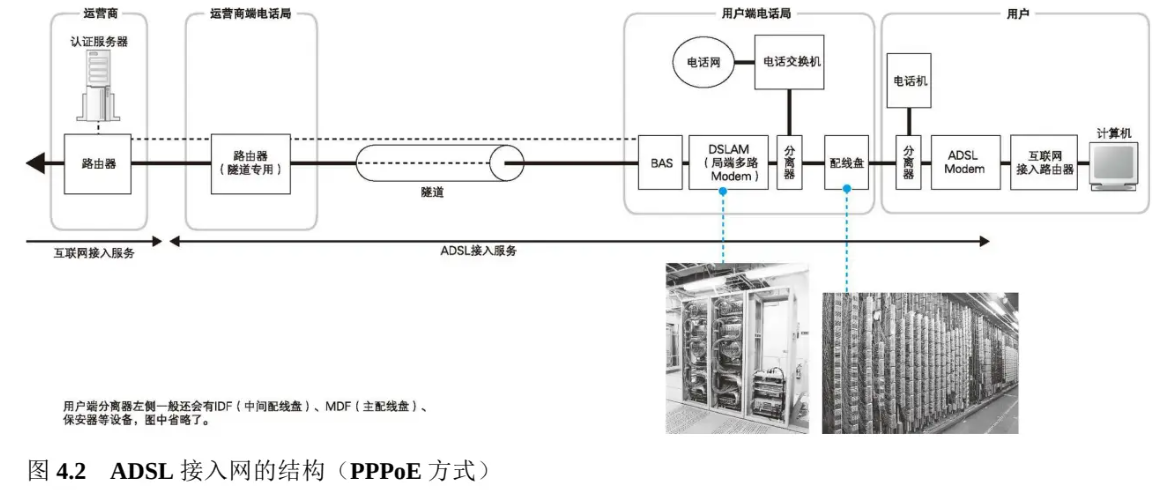 运营商
运营商端电话局
用户端电话局
用户
认证服务器
路由器
路由器
(隧道专用)
隧道
电话网
电话交换机
BAS
DSLAM
(局端多路
Modem)
分离器
配线盘
电话机
分离器
ADSL
Modem
互联网
接入路由器
计算机
互联网接入服务
ADSL接入服务
用户端分离器左侧一般还会有IDF(中间配线盘)、MDF(主配线盘)、
保安器等设备，图中省略了。
图 4.2 ADSL 接入网的结构（PPPoE 方式）